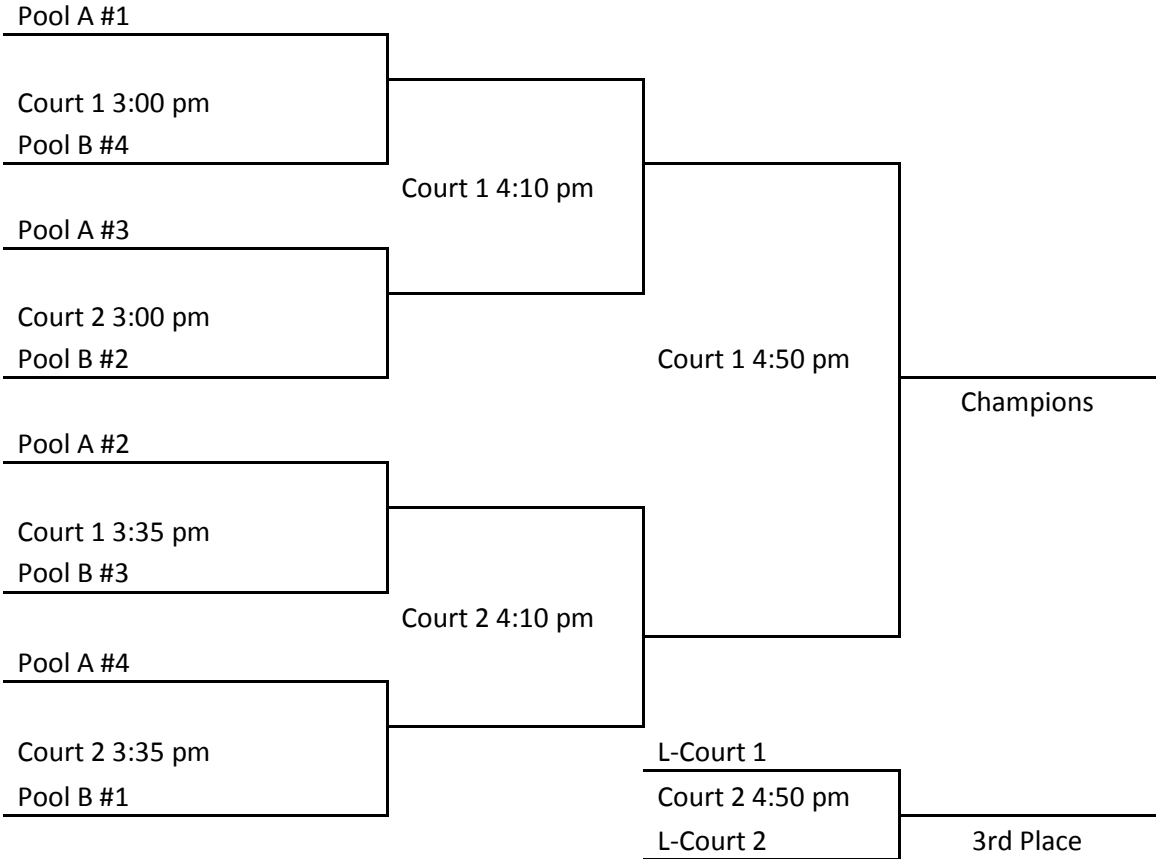 Pool A #1
Court 1 3:00 pm
Pool B #4
Court 1 4:10 pm
Pool A #3
Court 2 3:00 pm
Pool B #2
Court 1 4:50 pm
Champions
Pool A #2
Court 1 3:35 pm
Pool B #3
Court 2 4:10 pm
Pool A #4
Court 2 3:35 pm
Pool B #1
L-Court 1
Court 2 4:50 pm
L-Court 2
3rd Place